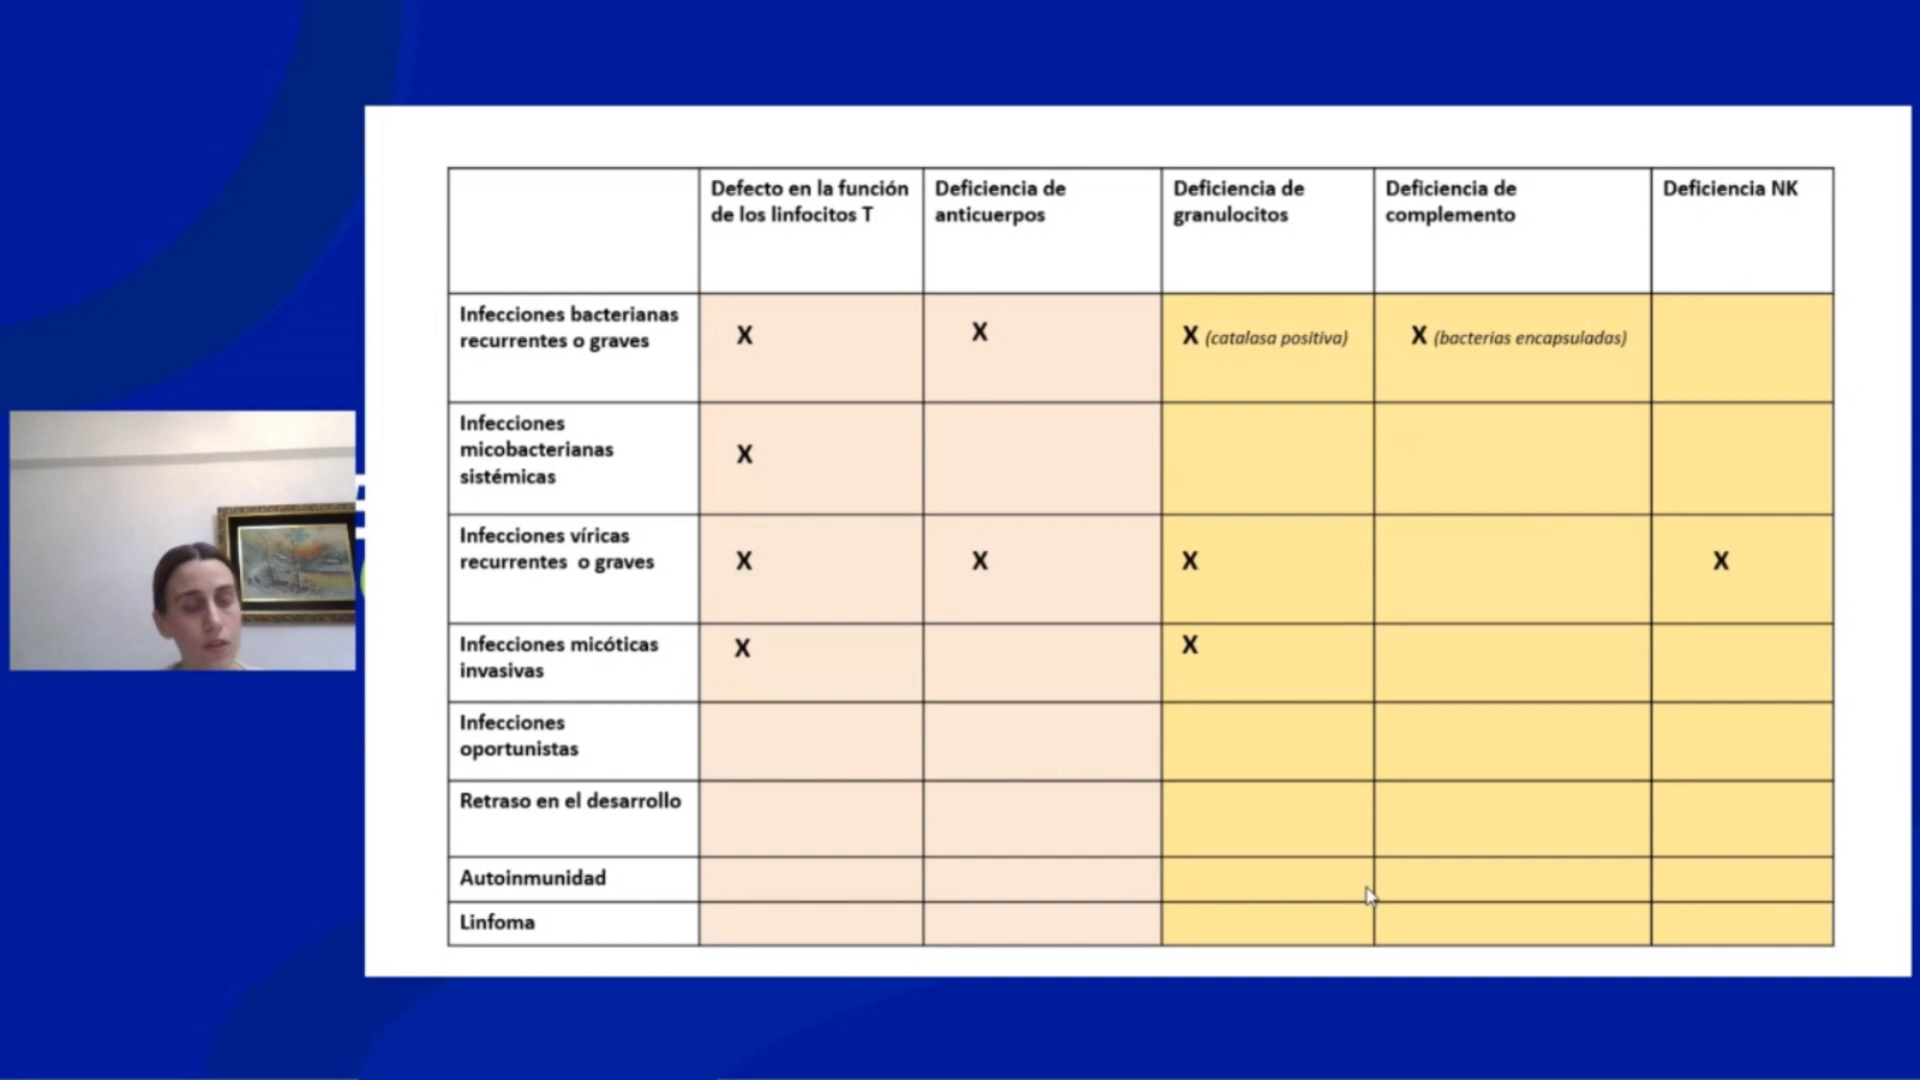 Defecto en la función
de los linfocitos T
Deficiencia de
anticuerpos
Deficiencia de
granulocitos
Deficiencia de
complemento
Deficiencia NK
Infecciones bacterianas
recurrentes o graves
X
X
X (catalasa positiva)
X (bacterias encapsuladas)
Infecciones
micobacterianas
sistémicas
X
Infecciones víricas
recurrentes o graves
X
X
X
X
Infecciones micóticas
invasivas
X
X
Infecciones
oportunistas
Retraso en el desarrollo
Autoinmunidad
Linfoma